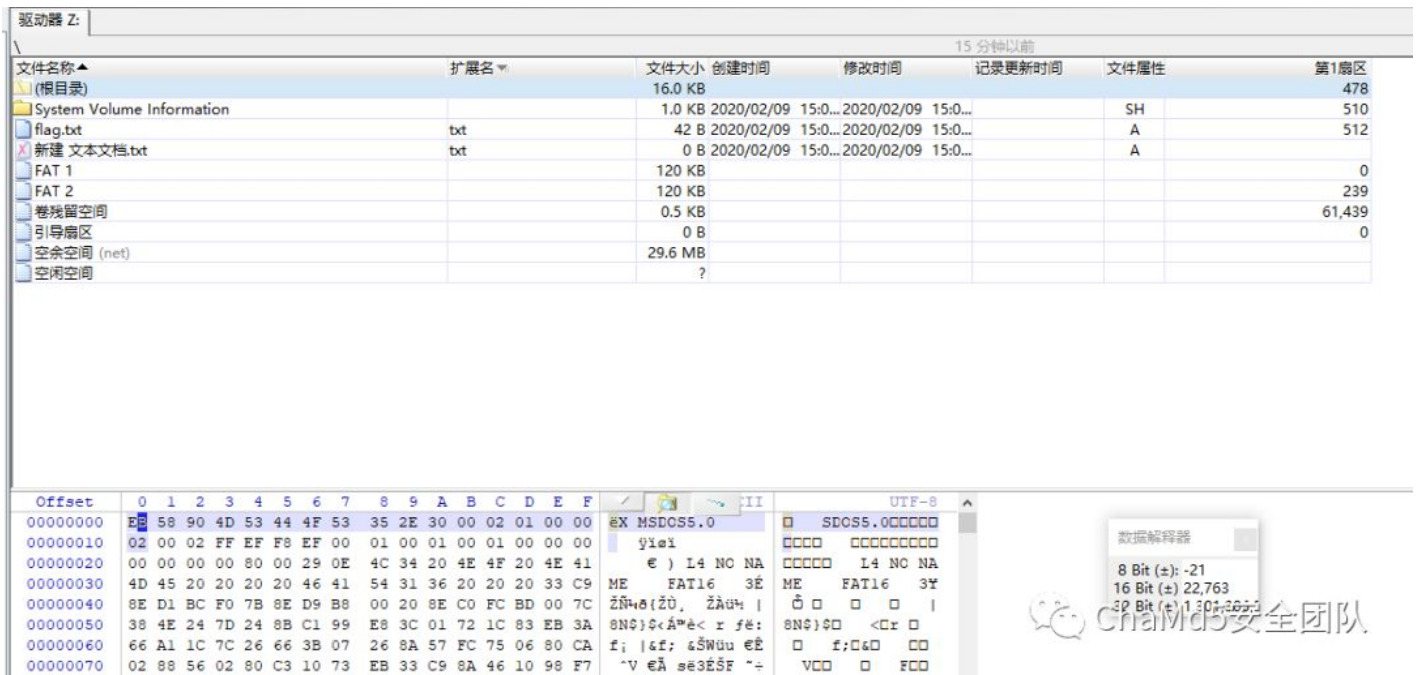 驱动器 Z:
\ 15 分钟以前
文件名称 扩展名 文件大小 创建时间 修改时间 记录更新时间 文件属性 第1扇区
(根目录) 16.0 KB 478
System Volume Information 1.0 KB 2020/02/09 15:0... 2020/02/09 15:0... SH 510
flag.txt txt 42 B 2020/02/09 15:0... 2020/02/09 15:0... A 512
新建 文本文档.txt txt 0 B 2020/02/09 15:0... 2020/02/09 15:0... A
FAT 1 120 KB 0
FAT 2 120 KB 239
卷残留空间 0.5 KB 61,439
引导扇区 0 B 0
空余空间 (net) 29.6 MB
空闲空间 ?
Offset 0 1 2 3 4 5 6 7 8 9 A B C D E F UTF-8
00000000 EB 58 90 4D 53 44 4F 53 35 2E 30 00 02 01 00 00 ëX MSDOS5.0
00000010 02 00 02 FF EF F8 EF 00 01 00 01 00 01 00 00 00 ÿïøï
00000020 00 00 00 00 80 00 29 0E 4C 34 20 4E 4F 20 4E 41 € ) L4 NO NA L4 NO NA
00000030 4D 45 20 20 20 20 46 41 54 31 36 20 20 20 33 C9 ME FAT16 3É ME FAT16
00000040 8E D1 BC F0 7B 8E D9 B8 00 20 8E C0 FC BD 00 7C
00000050 38 4E 24 7D 24 8B C1 99 E8 3C 01 72 1C 83 EB 3A
00000060 66 A1 1C 7C 26 66 3B 07 26 8A 57 FC 75 06 80 CA
00000070 02 88 56 02 80 C3 10 73 EB 33 C9 8A 46 10 98 F7
数据解释器
8 Bit (±): -21
16 Bit (±) 22,763
32 Bit (±)
ChaMd5安全团队